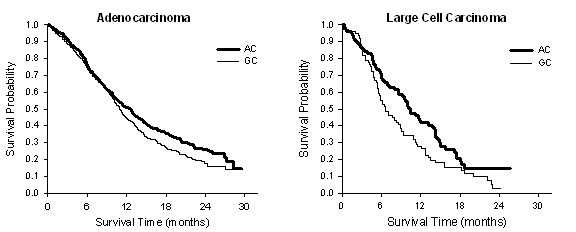 Adenocarcinoma
1.0
0.9
0.8
0.7
0.6
0.5
0.4
0.3
0.2
0.1
0.0
Survival Probability
AC
GC
0 6 12 18 24 30
Survival Time (months)
Large Cell Carcinoma
1.0
0.9
0.8
0.7
0.6
0.5
0.4
0.3
0.2
0.1
0.0
Survival Probability
AC
GC
0 6 12 18 24 30
Survival Time (months)